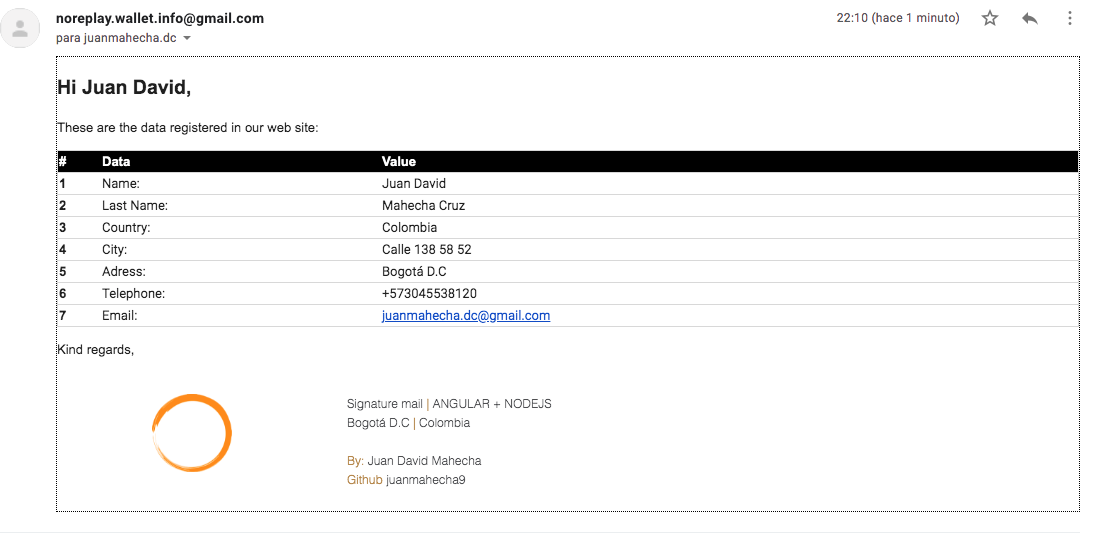 noreplay.wallet.info@gmail.com
22:10 (hace 1 minuto)
para juanmahecha.dc
Hi Juan David,
These are the data registered in our web site:
# Data Value
1 Name: Juan David
2 Last Name: Mahecha Cruz
3 Country: Colombia
4 City: Calle 138 58 52
5 Adress: Bogotá D.C
6 Telephone: +573045538120
7 Email: juanmahecha.dc@gmail.com
Kind regards,
Signature mail | ANGULAR + NODEJS
Bogotá D.C | Colombia
By: Juan David Mahecha
Github juanmahecha9